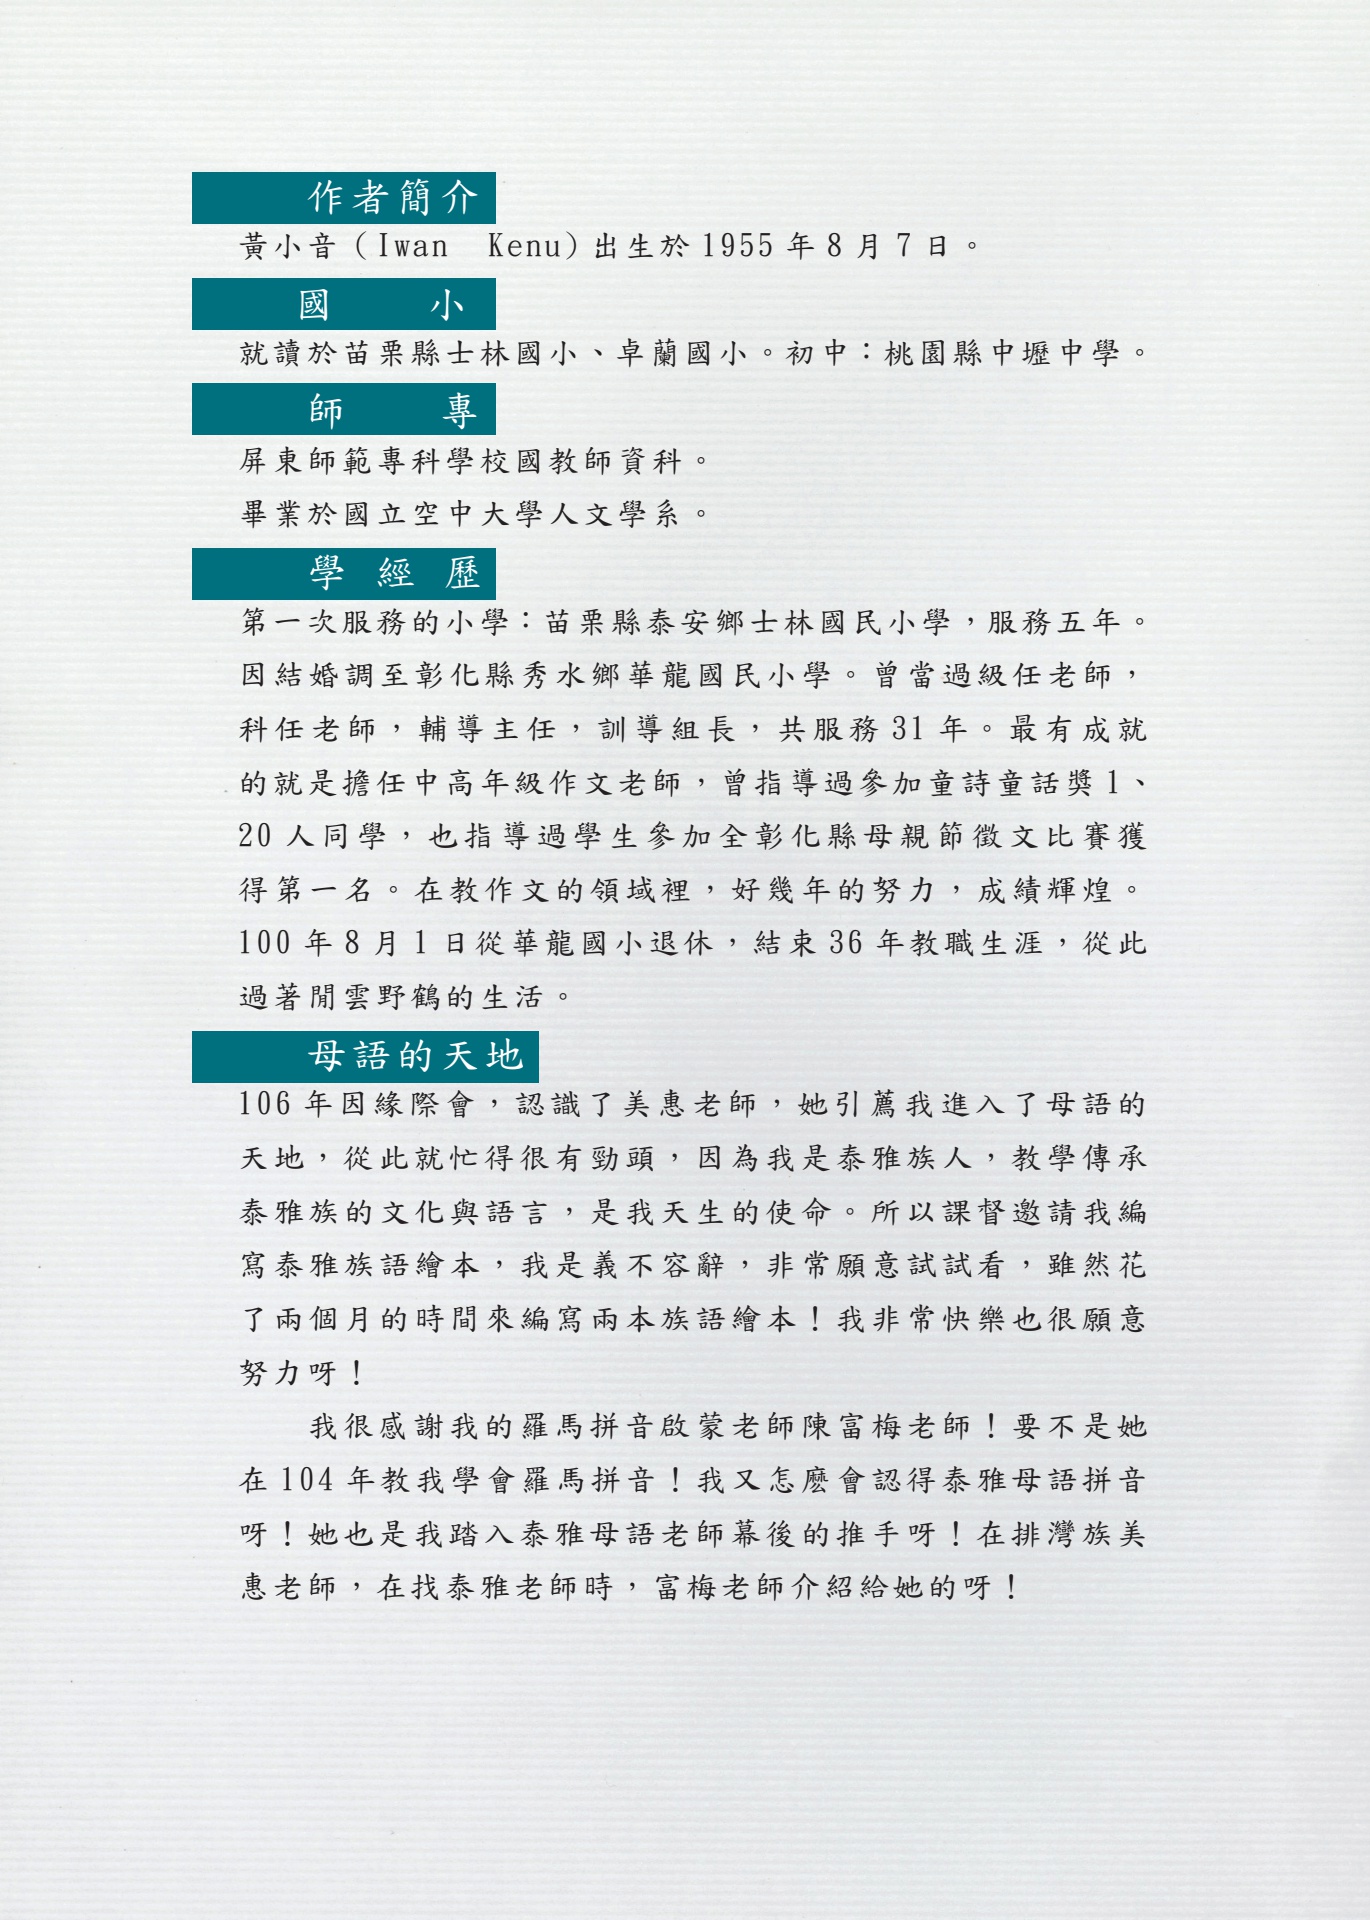 作者簡介
黃小音（Iwan　Kenu）出生於1955年8月7日。
國　小
就讀於苗栗縣士林國小、卓蘭國小。初中：桃園縣中壢中學。
師　專
屏東師範專科學校國教師資科。
畢業於國立空中大學人文學系。
學 經 歷
第一次服務的小學：苗栗縣泰安鄉士林國民小學，服務五年。
因結婚調至彰化縣秀水鄉華龍國民小學。曾當過級任老師，
科任老師，輔導主任，訓導組長，共服務31年。最有成就
的就是擔任中高年級作文老師，曾指導過參加童詩童話獎1、
20人同學，也指導過學生參加全彰化縣母親節徵文比賽獲
得第一名。在教作文的領域裡，好幾年的努力，成績輝煌。
100年8月1日從華龍國小退休，結束36年教職生涯，從此
過著閒雲野鶴的生活。
母語的天地
106年因緣際會，認識了美惠老師，她引薦我進入了母語的
天地，從此就忙得很有勁頭，因為我是泰雅族人，教學傳承
泰雅族的文化與語言，是我天生的使命。所以課督邀請我編
寫泰雅族語繪本，我是義不容辭，非常願意試試看，雖然花
了兩個月的時間來編寫兩本族語繪本！我非常快樂也很願意
努力呀！
我很感謝我的羅馬拼音啟蒙老師陳富梅老師！要不是她
在104年教我學會羅馬拼音！我又怎麼會認得泰雅母語拼音
呀！她也是我踏入泰雅母語老師幕後的推手呀！在排灣族美
惠老師，在找泰雅老師時，富梅老師介紹給她的呀！